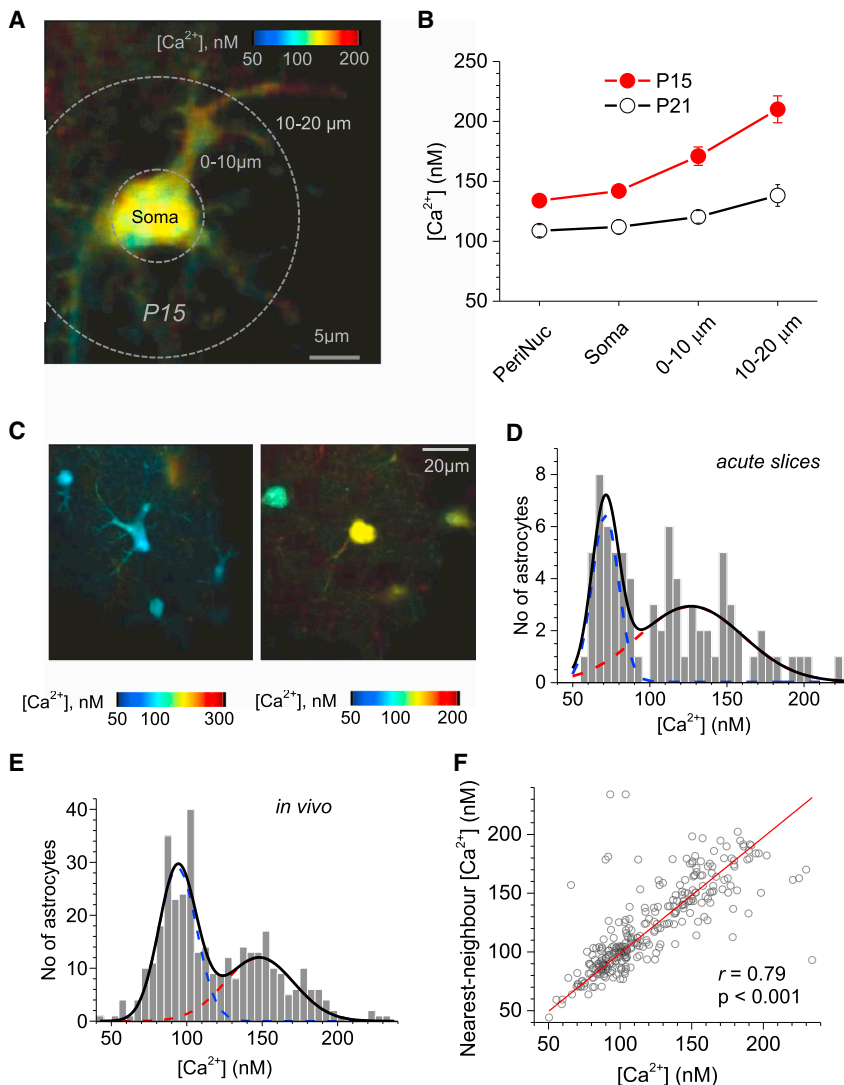 A
[Ca²⁺], nM
50 100 200
10-20 μm
0-10μm
Soma
P15
5μm
B
250
200
150
100
50
[Ca²⁺] (nM)
P15
P21
PeriNuc
Soma
0-10 μm
10-20 μm
C
20μm
[Ca²⁺], nM
50 100 300
[Ca²⁺], nM
50 100 200
D
acute slices
8
6
4
2
0
No of astrocytes
50 100 150 200
[Ca²⁺] (nM)
E
in vivo
40
30
20
10
0
No of astrocytes
50 100 150 200
[Ca²⁺] (nM)
F
200
150
100
50
Nearest-neighbour [Ca²⁺] (nM)
r = 0.79
p < 0.001
50 100 150 200
[Ca²⁺] (nM)